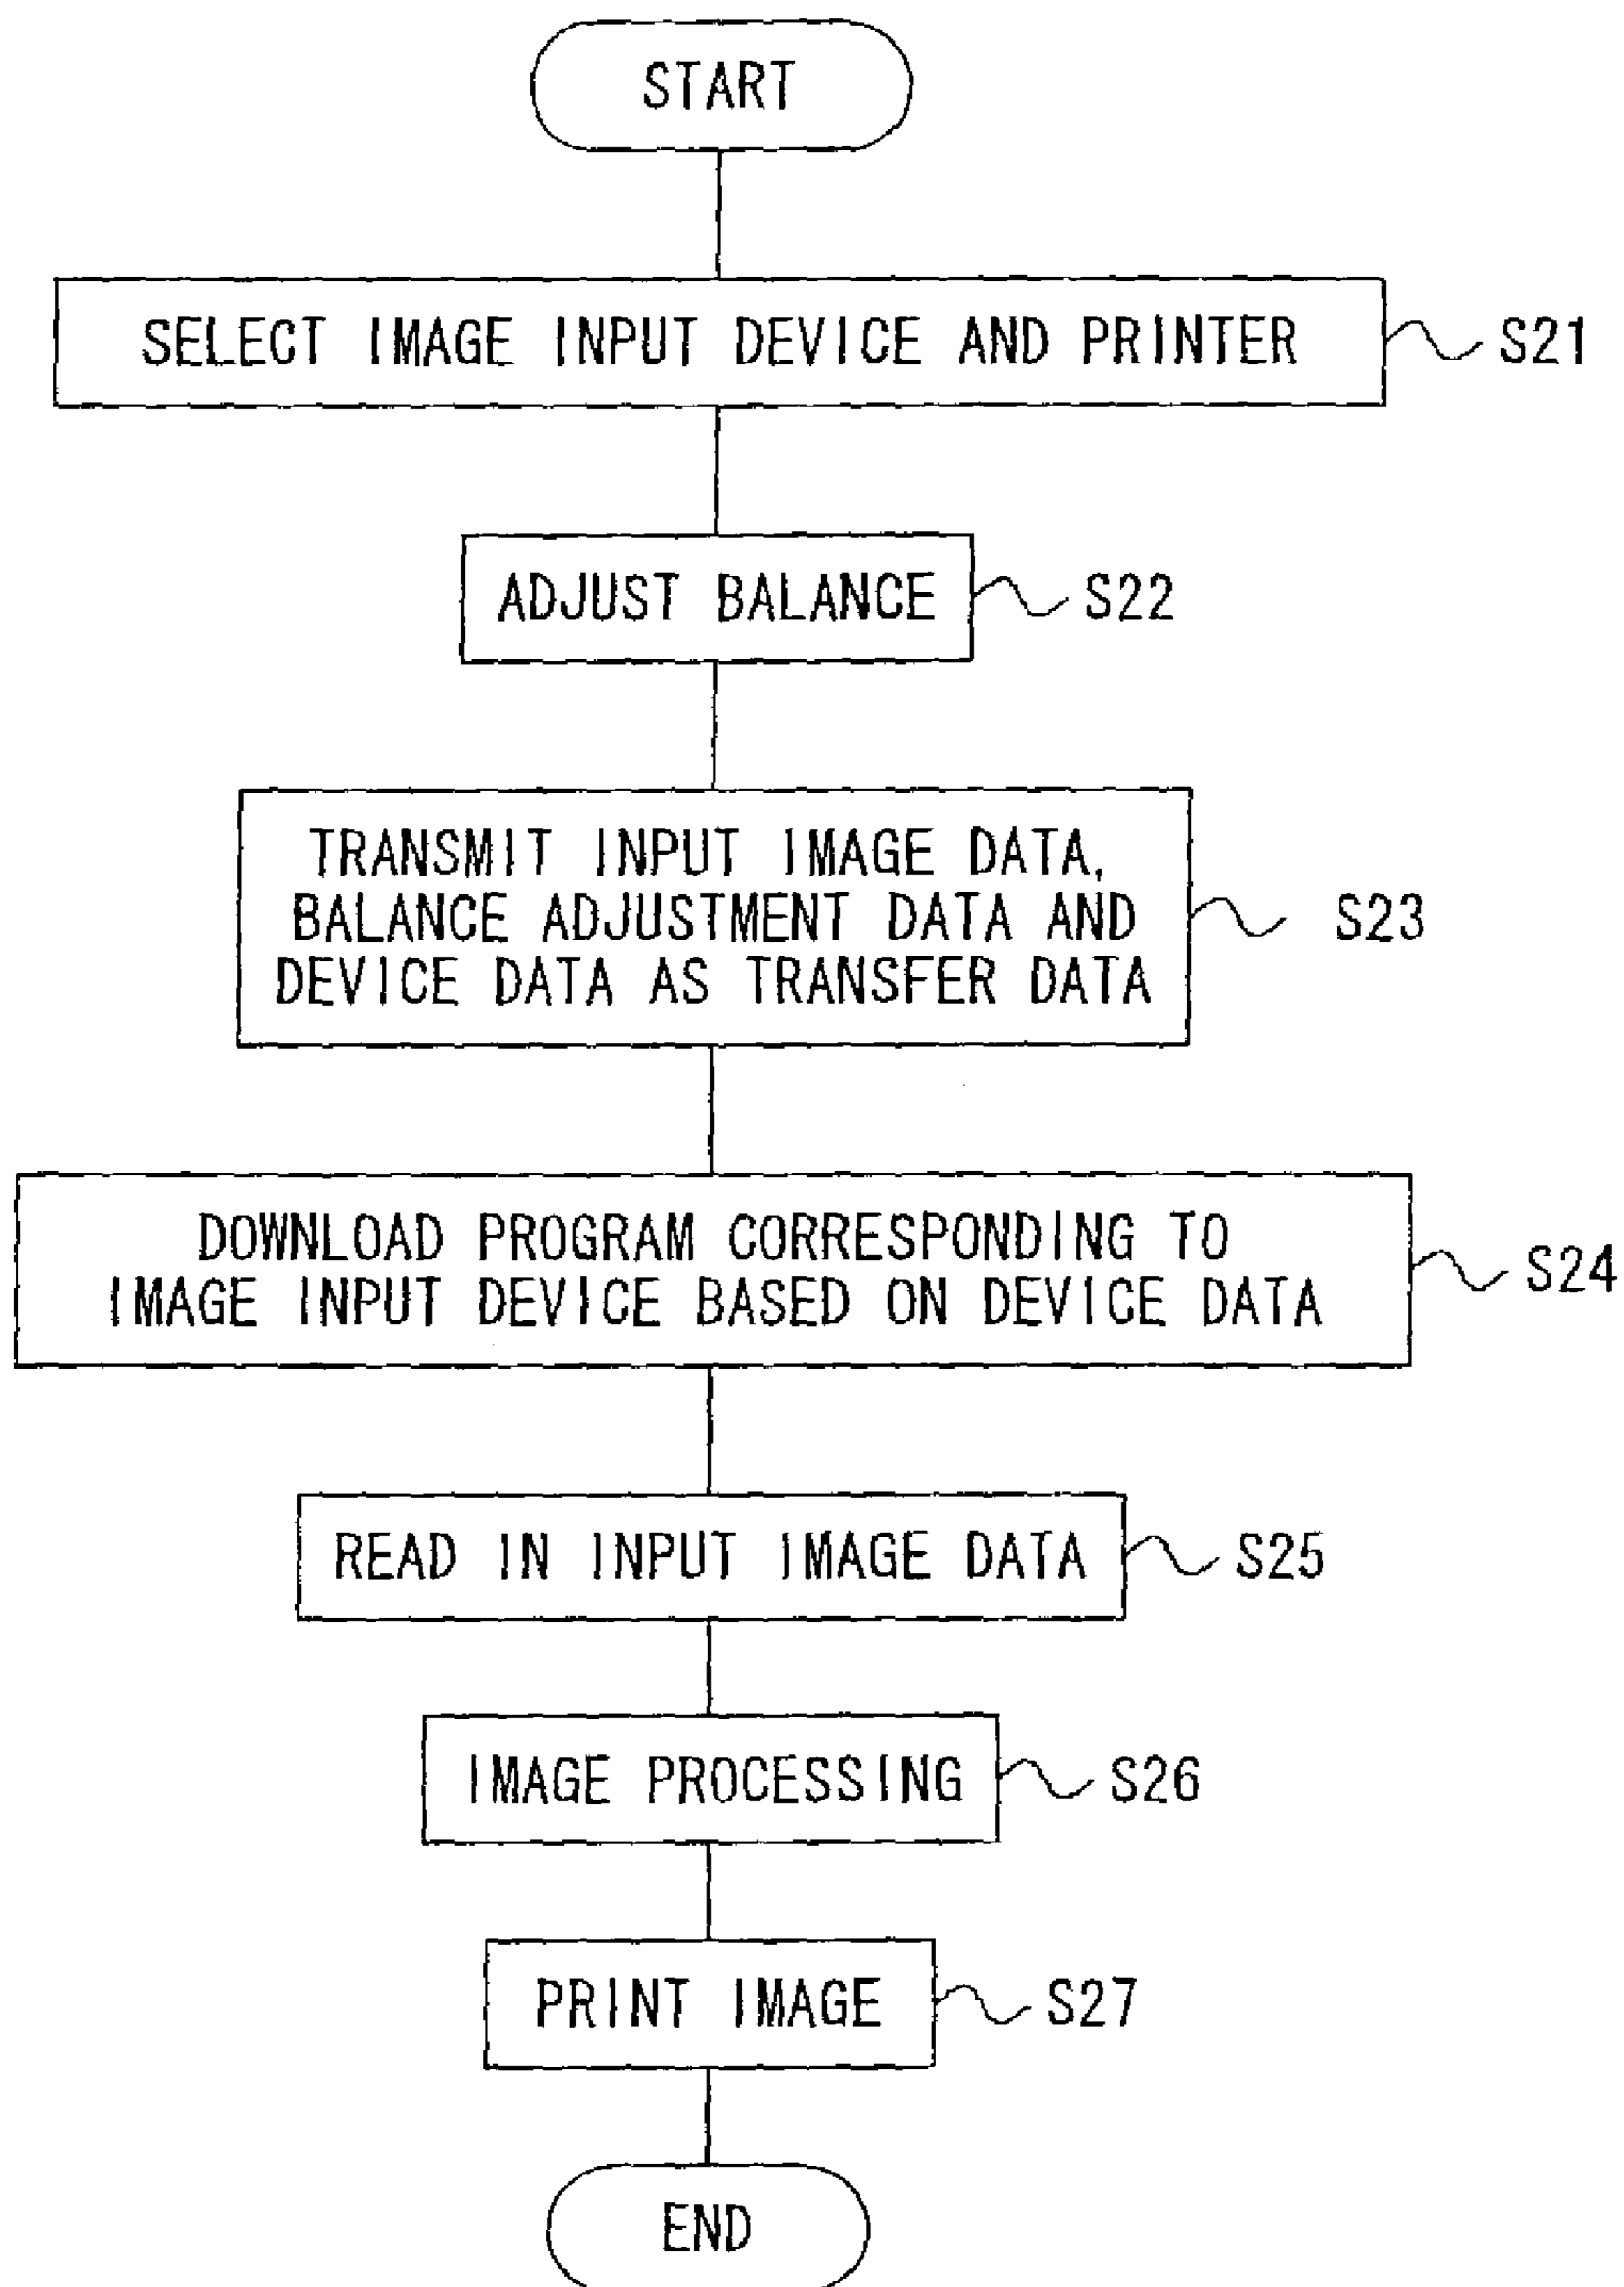 START
SELECT IMAGE INPUT DEVICE AND PRINTER S21
ADJUST BALANCE S22
TRANSMIT INPUT IMAGE DATA,
BALANCE ADJUSTMENT DATA AND S23
DEVICE DATA AS TRANSFER DATA
DOWNLOAD PROGRAM CORRESPONDING TO
IMAGE INPUT DEVICE BASED ON DEVICE DATA S24
READ IN INPUT IMAGE DATA S25
IMAGE PROCESSING S26
PRINT IMAGE S27
END